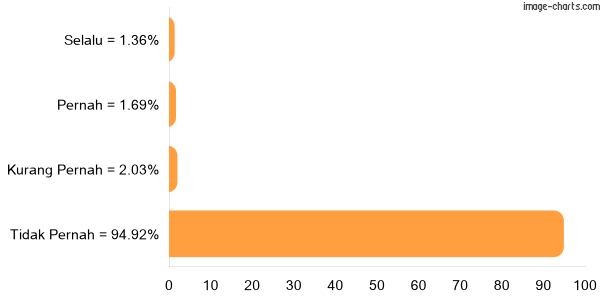 image-charts.com
Selalu = 1.36%
Pernah = 1.69%
Kurang Pernah = 2.03%
Tidak Pernah = 94.92%
0 10 20 30 40 50 60 70 80 90 100